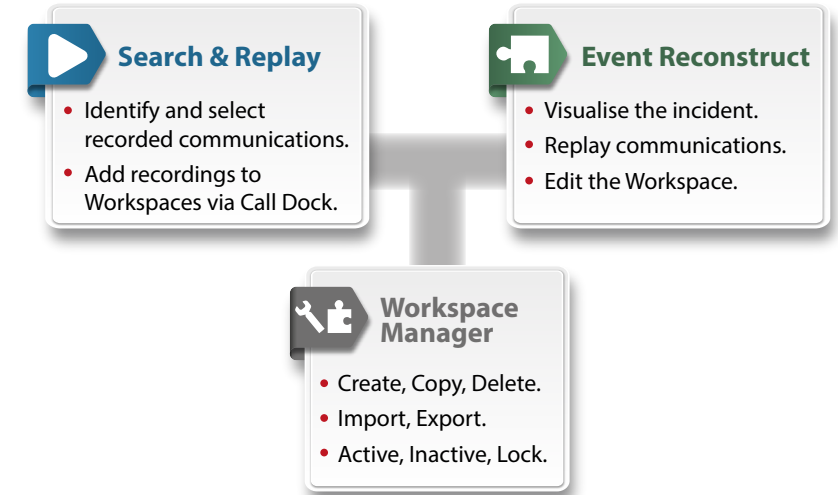 Search & Replay
• Identify and select
recorded communications.
• Add recordings to
Workspaces via Call Dock.
Event Reconstruct
• Visualise the incident.
• Replay communications.
• Edit the Workspace.
Workspace
Manager
• Create, Copy, Delete.
• Import, Export.
• Active, Inactive, Lock.